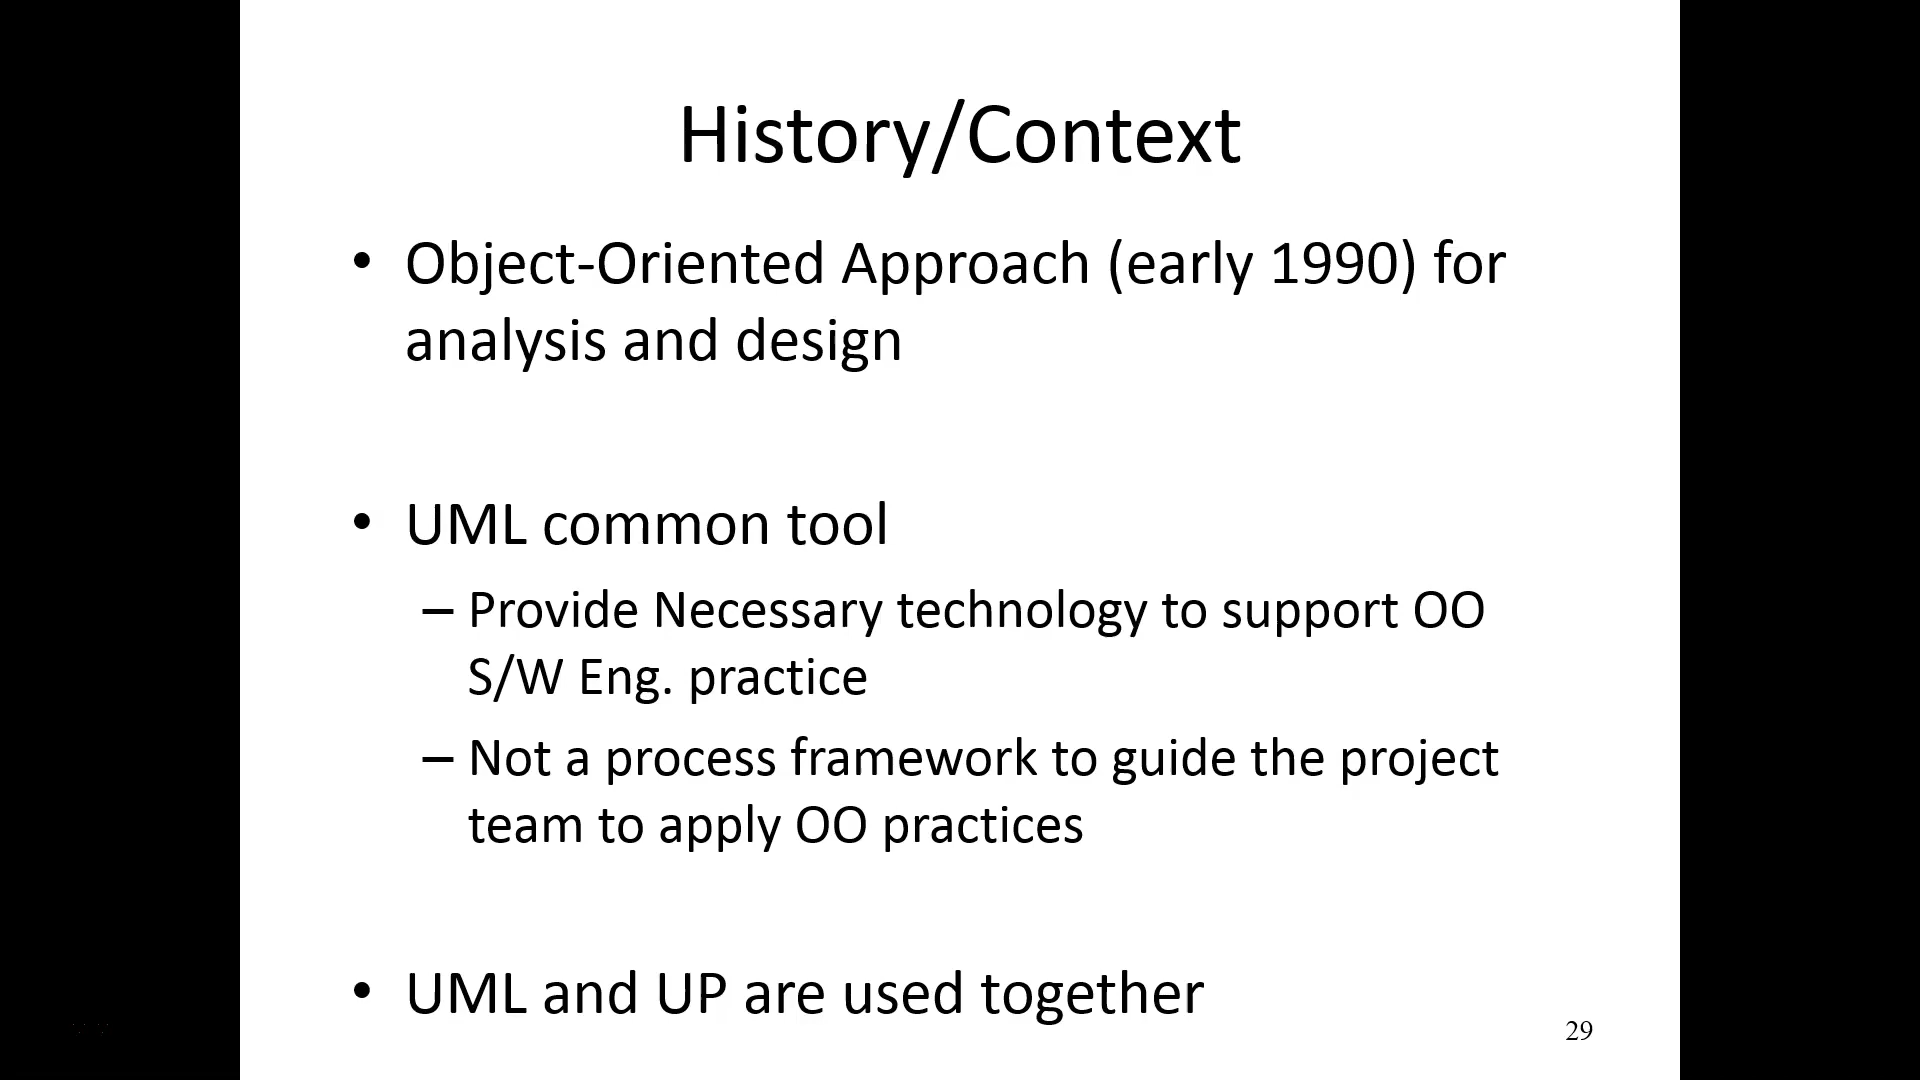 History/Context
• Object-Oriented Approach (early 1990) for
analysis and design
• UML common tool
– Provide Necessary technology to support OO
S/W Eng. practice
– Not a process framework to guide the project
team to apply OO practices
• UML and UP are used together
29